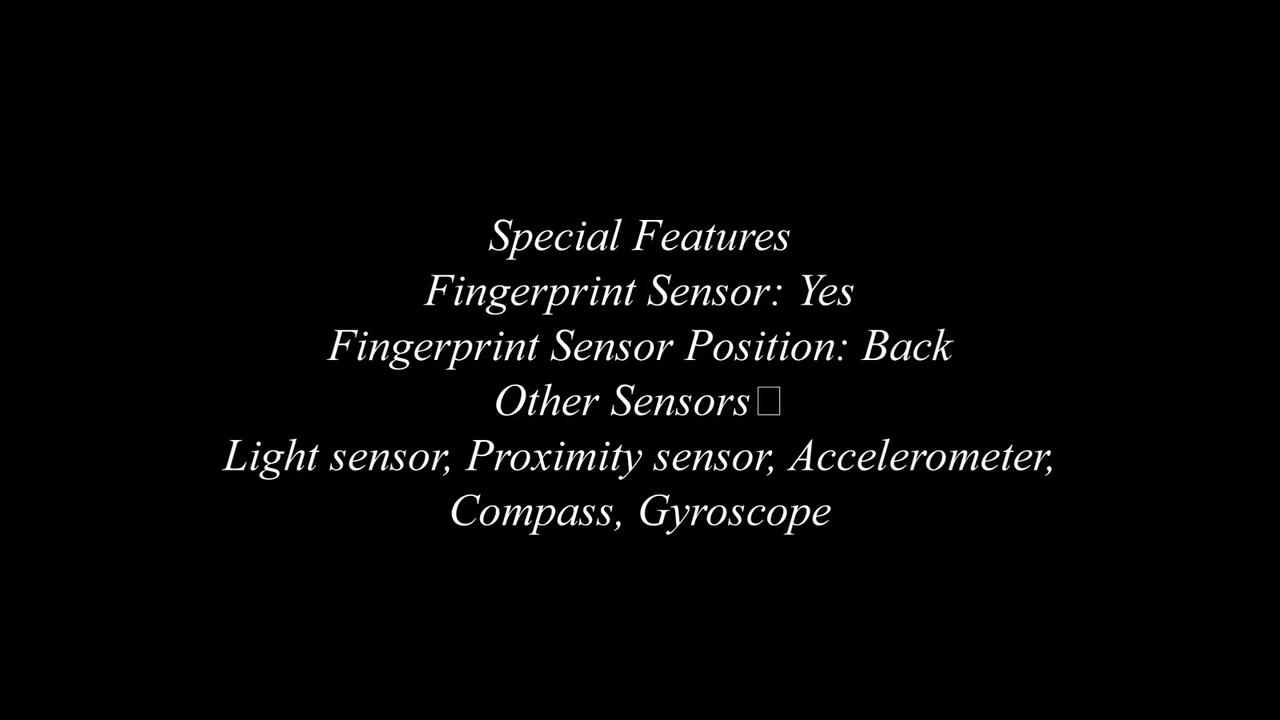 Special Features
Fingerprint Sensor: Yes
Fingerprint Sensor Position: Back
Other Sensors
Light sensor, Proximity sensor, Accelerometer,
Compass, Gyroscope